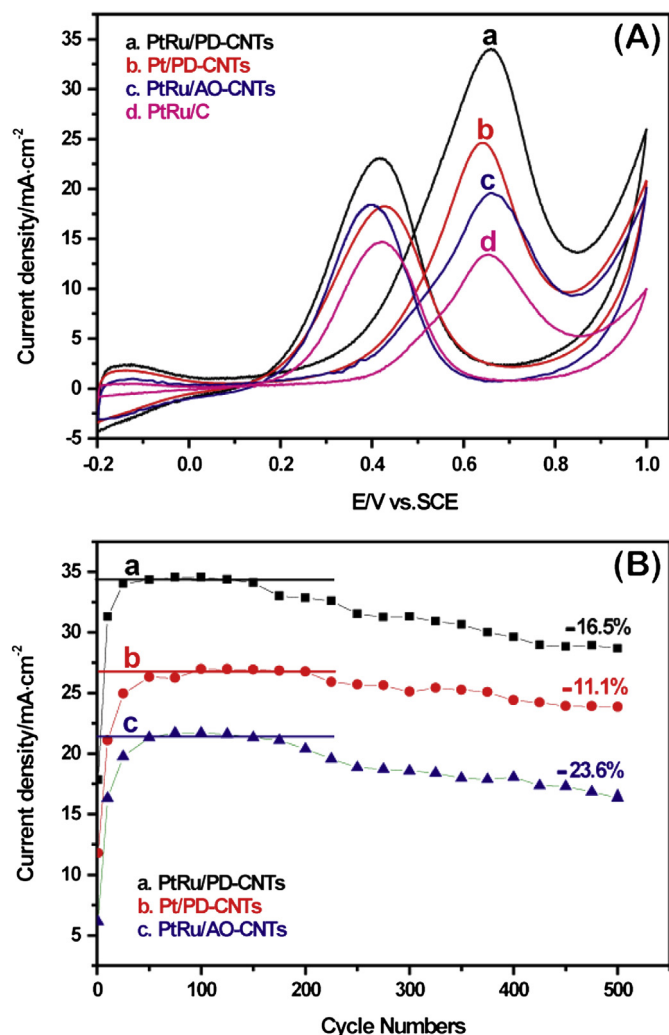 (A)
a. PtRu/PD-CNTs
b. Pt/PD-CNTs
c. PtRu/AO-CNTs
d. PtRu/C
a
b
c
d
Current density/mA·cm-2
35
30
25
20
15
10
5
0
-5
-0.2 0.0 0.2 0.4 0.6 0.8 1.0
E/V vs.SCE
(B)
a
b
c
-16.5%
-11.1%
-23.6%
a. PtRu/PD-CNTs
b. Pt/PD-CNTs
c. PtRu/AO-CNTs
Current density/mA·cm-2
35
30
25
20
15
10
5
0 100 200 300 400 500
Cycle Numbers